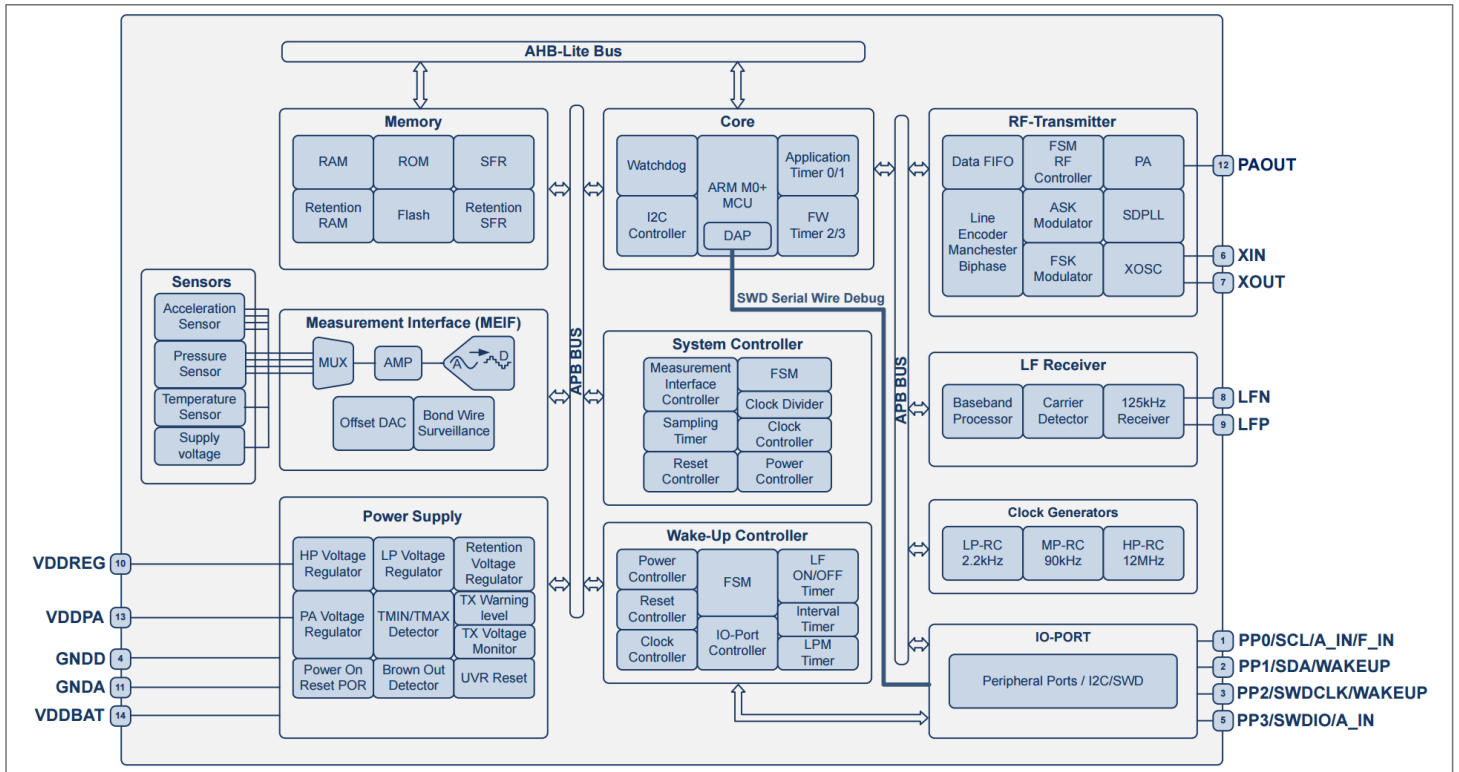 AHB-Lite Bus
Memory
RAM
ROM
SFR
Retention
RAM
Flash
Retention
SFR
Core
Watchdog
ARM M0+
MCU
Application
Timer 0/1
I2C
Controller
DAP
FW
Timer 2/3
RF-Transmitter
Data FIFO
FSM
RF
Controller
PA
Line
Encoder
Manchester
Biphase
ASK
Modulator
SDPLL
FSK
Modulator
XOSC
12
PAOUT
6
XIN
7
XOUT
SWD Serial Wire Debug
APB BUS
APB BUS
Sensors
Acceleration
Sensor
Pressure
Sensor
Temperature
Sensor
Supply
voltage
Measurement Interface (MEIF)
MUX
AMP
A
D
Offset DAC
Bond Wire
Surveillance
System Controller
Measurement
Interface
Controller
FSM
Clock Divider
Sampling
Timer
Clock
Controller
Reset
Controller
Power
Controller
LF Receiver
Baseband
Processor
Carrier
Detector
125kHz
Receiver
8
LFN
9
LFP
Power Supply
HP Voltage
Regulator
LP Voltage
Regulator
Retention
Voltage
Regulator
PA Voltage
Regulator
TMIN/TMAX
Detector
TX Warning
level
TX Voltage
Monitor
Power On
Reset POR
Brown Out
Detector
UVR Reset
VDDREG
10
VDDPA
13
GNDD
4
GNDA
11
VDDBAT
14
Wake-Up Controller
Power
Controller
FSM
LF
ON/OFF
Timer
Reset
Controller
Interval
Timer
Clock
Controller
IO-Port
Controller
LPM
Timer
Clock Generators
LP-RC
2.2kHz
MP-RC
90kHz
HP-RC
12MHz
IO-PORT
Peripheral Ports / I2C/SWD
1
PP0/SCL/A_IN/F_IN
2
PP1/SDA/WAKEUP
3
PP2/SWDCLK/WAKEUP
5
PP3/SWDIO/A_IN